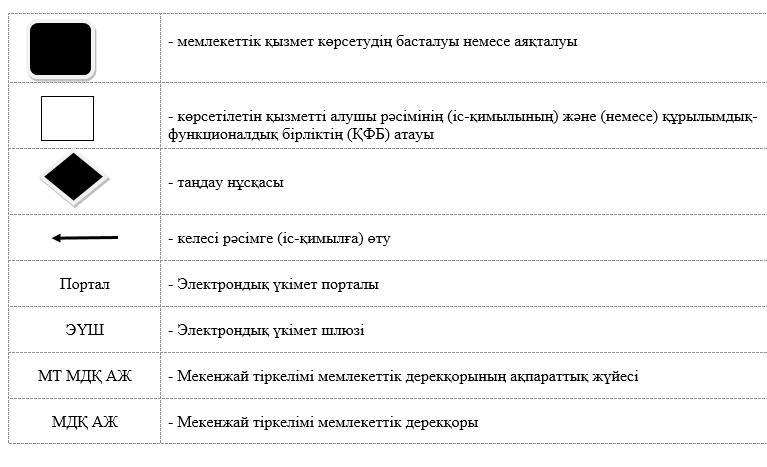 - мемлекеттік қызмет көрсетудің басталуы немесе аяқталуы
- көрсетілетін қызметті алушы рәсімінің (іс-қимылының) және (немесе) құрылымдық-
функционалдық бірліктің (ҚФБ) атауы
- таңдау нұсқасы
- келесі рәсімге (іс-қимылға) өту
Портал - Электрондық үкімет порталы
ЭҮШ - Электрондық үкімет шлюзі
МТ МДҚ АЖ - Мекенжай тіркелімі мемлекеттік дерекқорының ақпараттық жүйесі
МДҚ АЖ - Мекенжай тіркелімі мемлекеттік дерекқоры